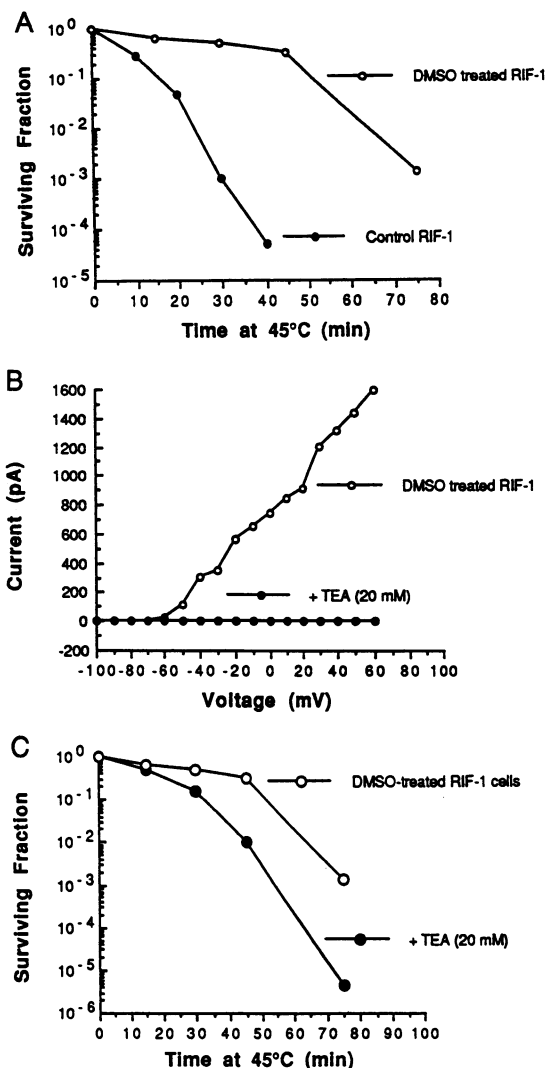 A
Surviving Fraction
10⁰
10⁻¹
10⁻²
10⁻³
10⁻⁴
10⁻⁵
DMSO treated RIF-1
Control RIF-1
0 10 20 30 40 50 60 70 80
Time at 45°C (min)
B
Current (pA)
1600
1400
1200
1000
800
600
400
200
0
-200
DMSO treated RIF-1
+ TEA (20 mM)
-100 -80 -60 -40 -20 0 20 40 60 80 100
Voltage (mV)
C
Surviving Fraction
10⁰
10⁻¹
10⁻²
10⁻³
10⁻⁴
10⁻⁵
10⁻⁶
DMSO-treated RIF-1 cells
+ TEA (20 mM)
0 10 20 30 40 50 60 70 80 90 100
Time at 45°C (min)